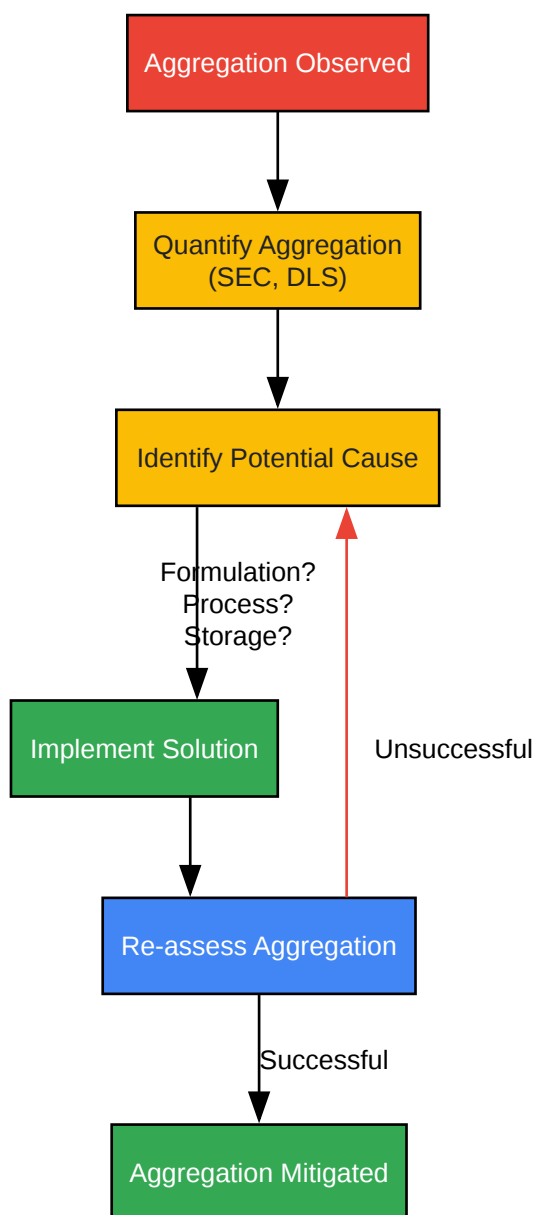 Aggregation Observed
Quantify Aggregation
(SEC, DLS)
Identify Potential Cause
Formulation?
Process?
Storage?
Implement Solution
Unsuccessful
Re-assess Aggregation
Successful
Aggregation Mitigated